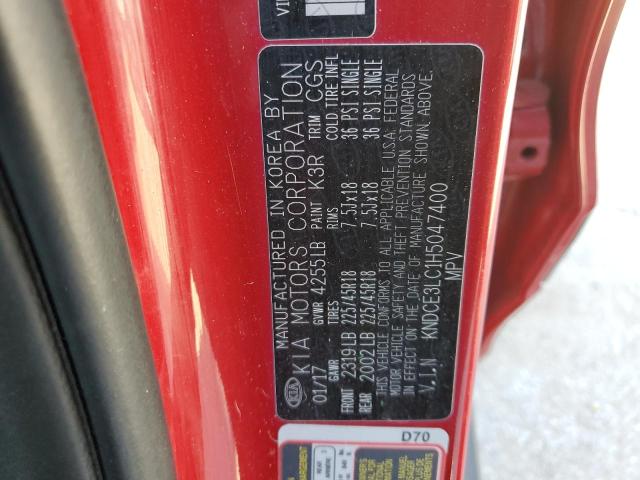 MANUFACTURED IN KOREA BY
KIA KIA MOTORS CORPORATION
01/17 GVWR 4255LB PAINT K3R TRIM CGS
GAWR RIMS COLD TIRE INFL
FRONT 2319LB 225/45R18 7.5Jx18 36 PSI SINGLE
REAR 2002LB 225/45R18 7.5Jx18 36 PSI SINGLE
THIS VEHICLE CONFORMS TO ALL APPLICABLE U.S.A. FEDERAL
MOTOR VEHICLE SAFETY AND THEFT PREVENTION STANDARDS
IN EFFECT ON THE DATE OF MANUFACTURE SHOWN ABOVE.
V.I.N KNDCE3LC1H5047400
MPV
VI
D70
REAR